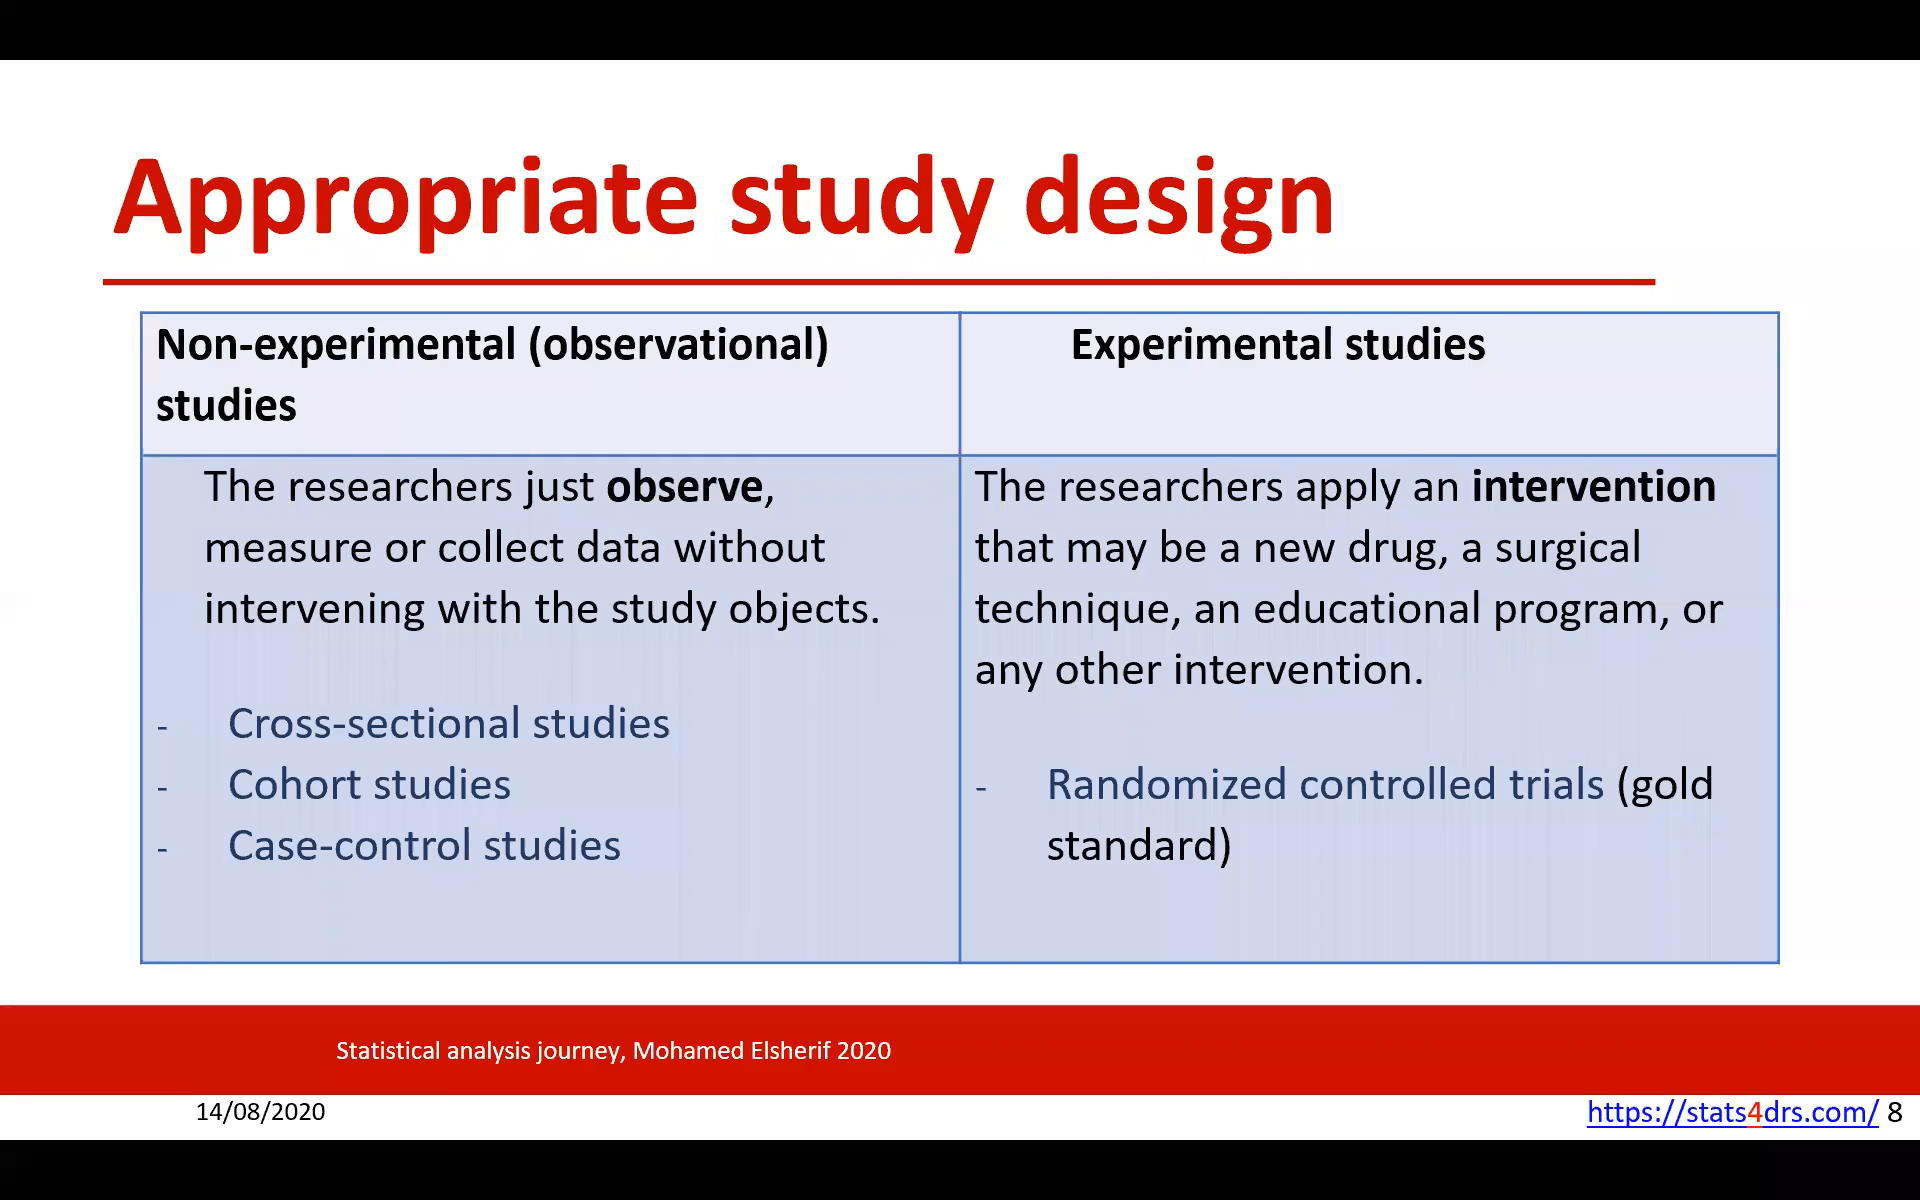 Appropriate study design
Non-experimental (observational)
studies
Experimental studies
The researchers just observe,
measure or collect data without
intervening with the study objects.
- Cross-sectional studies
- Cohort studies
- Case-control studies
The researchers apply an intervention
that may be a new drug, a surgical
technique, an educational program, or
any other intervention.
- Randomized controlled trials (gold
standard)
Statistical analysis journey, Mohamed Elsherif 2020
14/08/2020
https://stats4drs.com/ 8